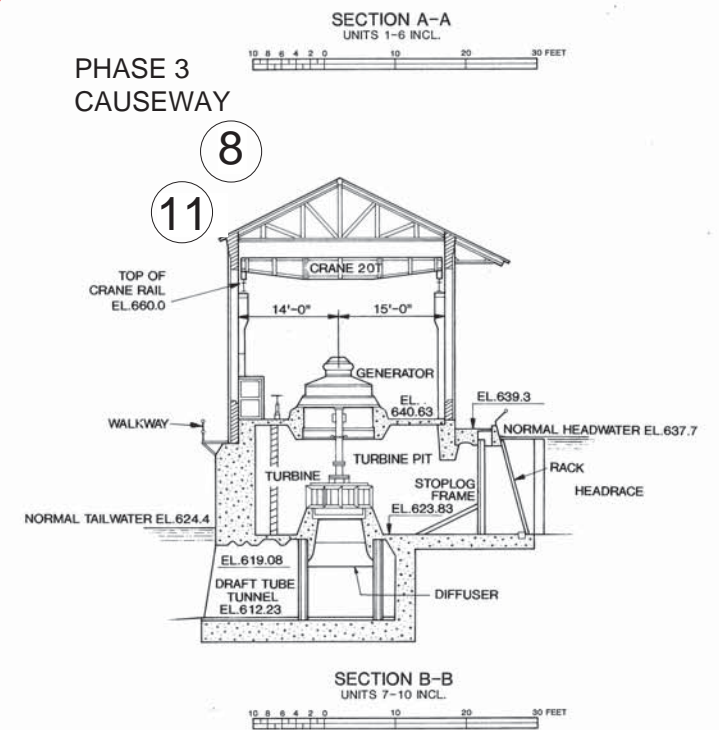 SECTION A-A
UNITS 1-6 INCL.
10 8 6 4 2 0 10 20 30 FEET
PHASE 3
CAUSEWAY
8
11
CRANE 20T
TOP OF
CRANE RAIL
EL.660.0
14'-0" 15'-0"
GENERATOR
EL.
640.63
EL.639.3
WALKWAY
NORMAL HEADWATER EL.637.7
TURBINE PIT
RACK
TURBINE
STOPLOG
FRAME
HEADRACE
EL.623.83
NORMAL TAILWATER EL.624.4
EL.619.08
DRAFT TUBE
TUNNEL
EL.612.23
DIFFUSER
SECTION B-B
UNITS 7-10 INCL.
10 8 6 4 2 0 10 20 30 FEET